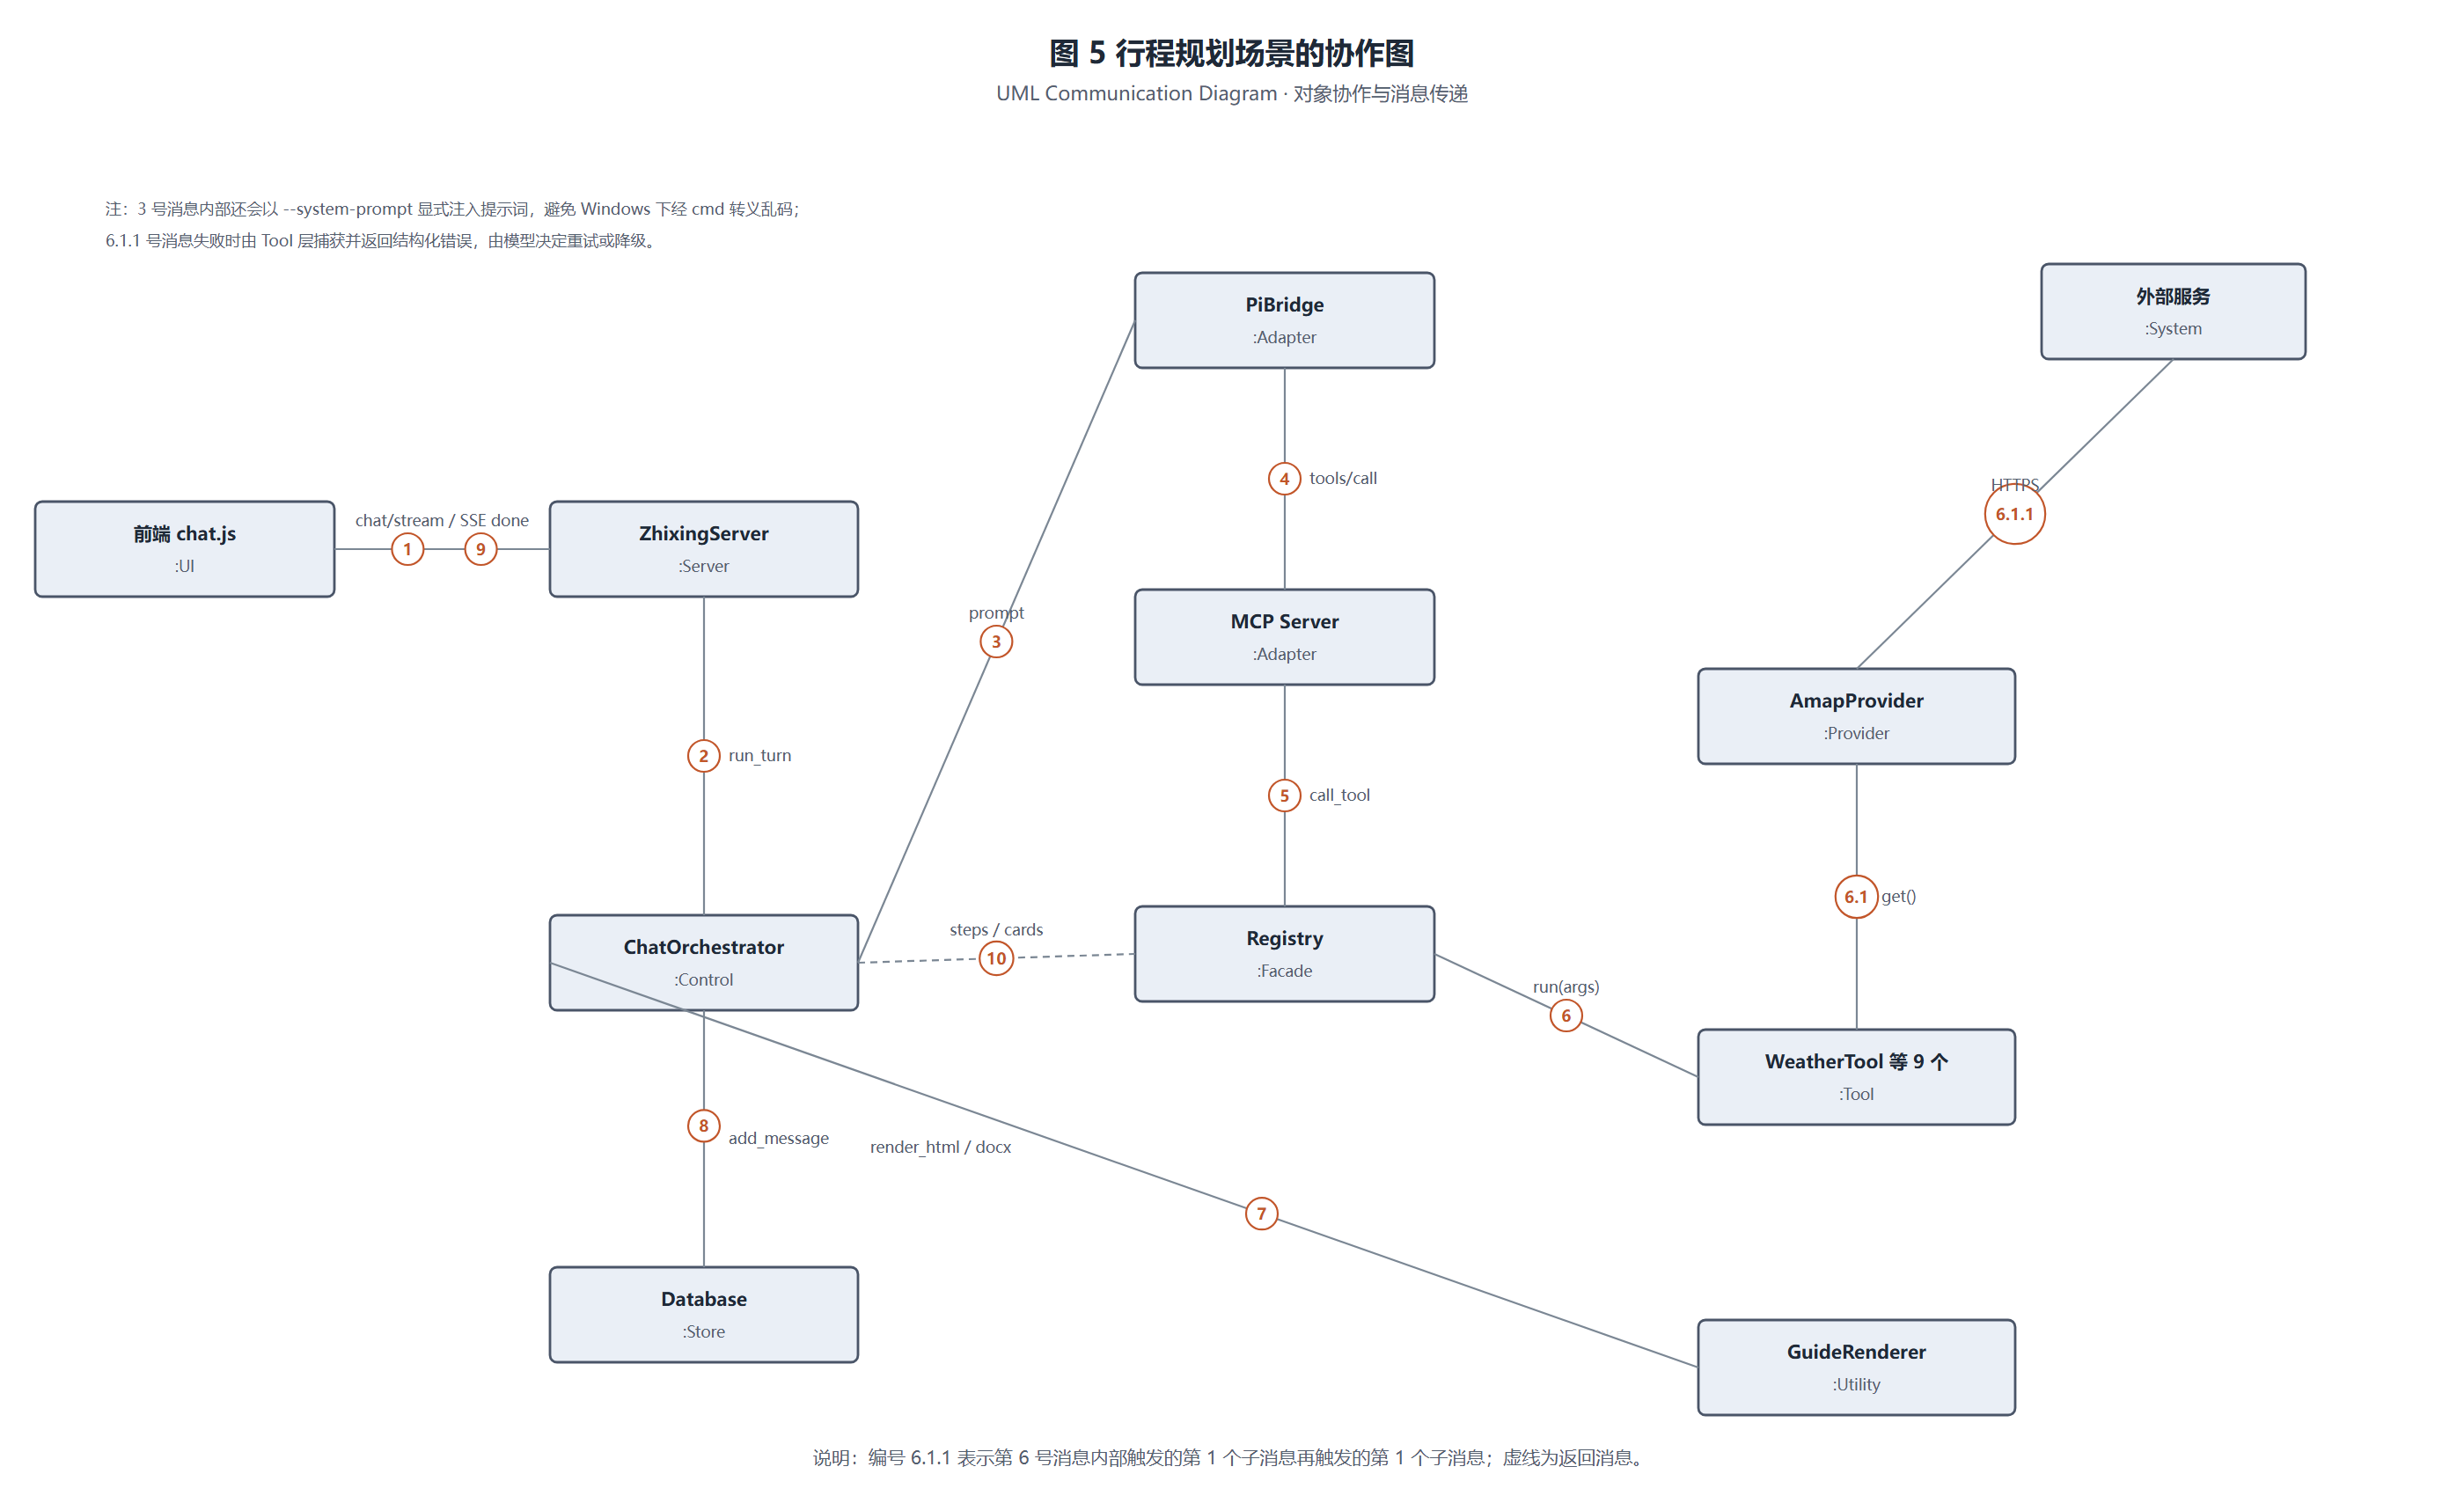 图 5 行程规划场景的协作图
UML Communication Diagram · 对象协作与消息传递
注：3 号消息内部还会以 --system-prompt 显式注入提示词，避免 Windows 下经 cmd 转义乱码；
6.1.1 号消息失败时由 Tool 层捕获并返回结构化错误，由模型决定重试或降级。
PiBridge
:Adapter
外部服务
:System
4 tools/call
HTTPS
6.1.1
前端 chat.js
:UI
chat/stream / SSE done
1 9
ZhixingServer
:Server
prompt
3
MCP Server
:Adapter
AmapProvider
:Provider
2 run_turn
5 call_tool
6.1 get()
ChatOrchestrator
:Control
steps / cards
10
Registry
:Facade
run(args)
6
WeatherTool 等 9 个
:Tool
8 add_message
render_html / docx
7
Database
:Store
GuideRenderer
:Utility
说明：编号 6.1.1 表示第 6 号消息内部触发的第 1 个子消息再触发的第 1 个子消息；虚线为返回消息。